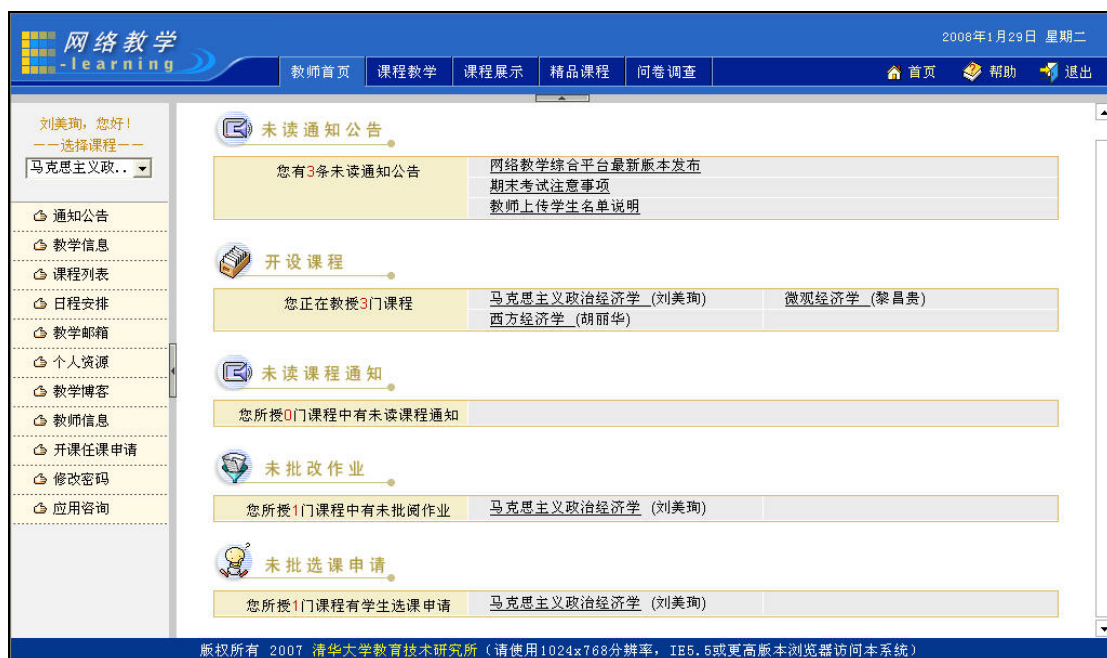 网络教学
-learning
2008年1月29日 星期二
教师首页 课程教学 课程展示 精品课程 问卷调查 首页 帮助 退出
刘美珣，您好！
——选择课程——
马克思主义政..
通知公告
教学信息
课程列表
日程安排
教学邮箱
个人资源
教学博客
教师信息
开课任课申请
修改密码
应用咨询
未读通知公告
您有3条未读通知公告
网络教学综合平台最新版本发布
期末考试注意事项
教师上传学生名单说明
开设课程
您正在教授3门课程
马克思主义政治经济学 (刘美珣) 微观经济学 (黎昌贵)
西方经济学 (胡丽华)
未读课程通知
您所授0门课程中有未读课程通知
未批改作业
您所授1门课程中有未批阅作业 马克思主义政治经济学 (刘美珣)
未批选课申请
您所授1门课程有学生选课申请 马克思主义政治经济学 (刘美珣)
版权所有 2007 清华大学教育技术研究所（请使用1024x768分辨率，IE5.5或更高版本浏览器访问本系统）